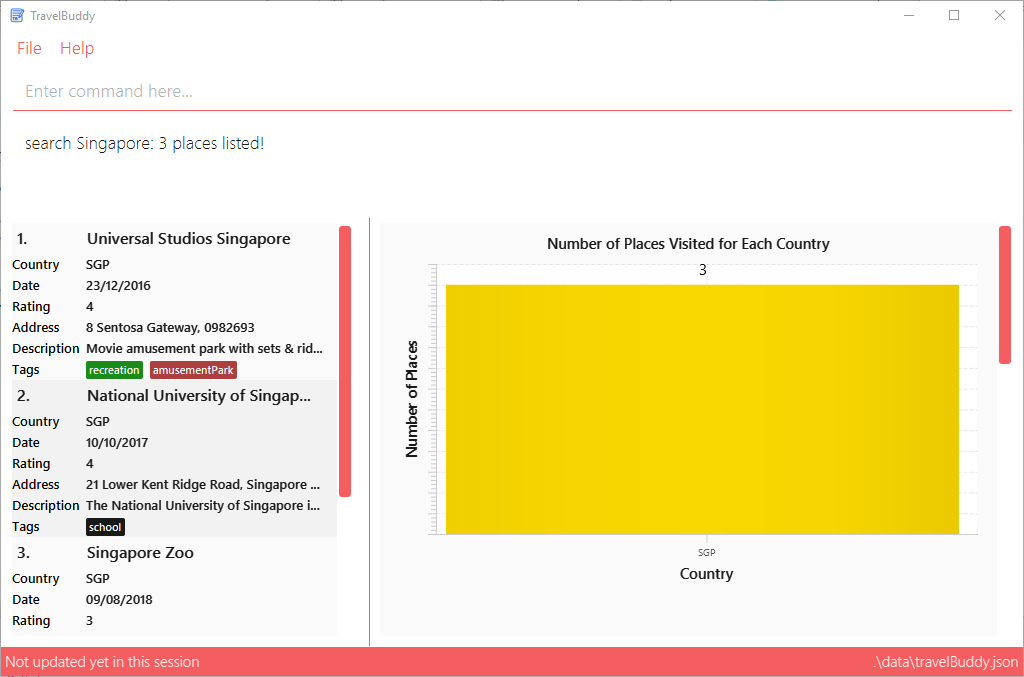 TravelBuddy
File Help
Enter command here...
search Singapore: 3 places listed!
1. Universal Studios Singapore
Country SGP
Date 23/12/2016
Rating 4
Address 8 Sentosa Gateway, 0982693
Description Movie amusement park with sets & rid...
Tags recreation amusementPark
2. National University of Singap...
Country SGP
Date 10/10/2017
Rating 4
Address 21 Lower Kent Ridge Road, Singapore ...
Description The National University of Singapore i...
Tags school
3. Singapore Zoo
Country SGP
Date 09/08/2018
Rating 3
Number of Places Visited for Each Country
3
Number of Places
SGP
Country
Not updated yet in this session
.\data\travelBuddy.json